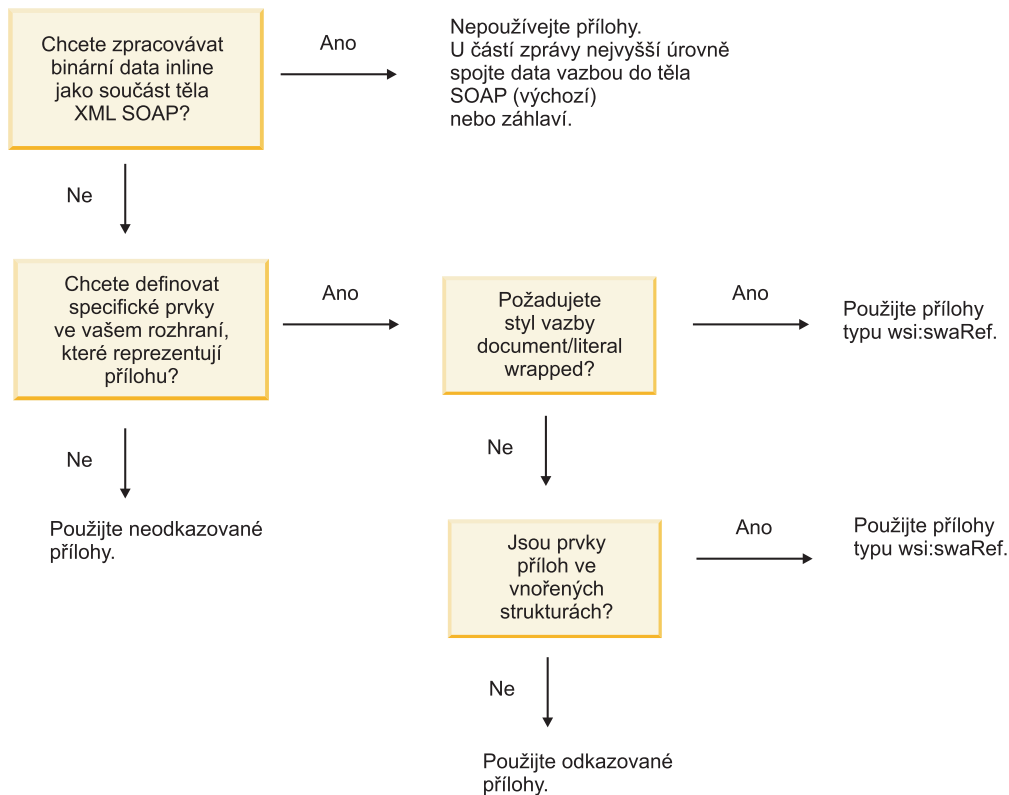 Chcete zpracovávat
binární data inline
jako součást těla
XML SOAP?
Ano
Nepoužívejte přílohy.
U částí zprávy nejvyšší úrovně
spojte data vazbou do těla
SOAP (výchozí)
nebo záhlaví.
Ne
Chcete definovat
specifické prvky
ve vašem rozhraní,
které reprezentují
přílohu?
Ano
Požadujete
styl vazby
document/literal
wrapped?
Ano
Použijte přílohy
typu wsi:swaRef.
Ne
Použijte neodkazované
přílohy.
Ne
Jsou prvky
příloh ve
vnořených
strukturách?
Ano
Použijte přílohy
typu wsi:swaRef.
Ne
Použijte odkazované
přílohy.